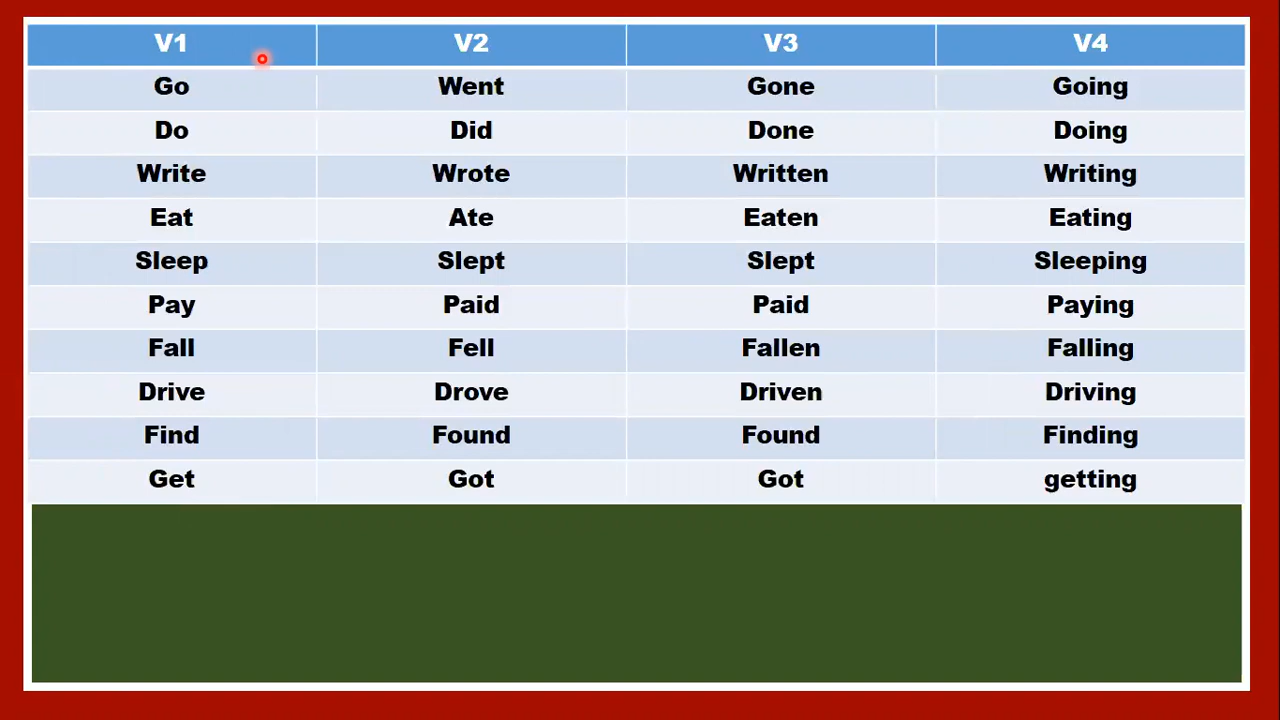 V1 V2 V3 V4
Go Went Gone Going
Do Did Done Doing
Write Wrote Written Writing
Eat Ate Eaten Eating
Sleep Slept Slept Sleeping
Pay Paid Paid Paying
Fall Fell Fallen Falling
Drive Drove Driven Driving
Find Found Found Finding
Get Got Got getting